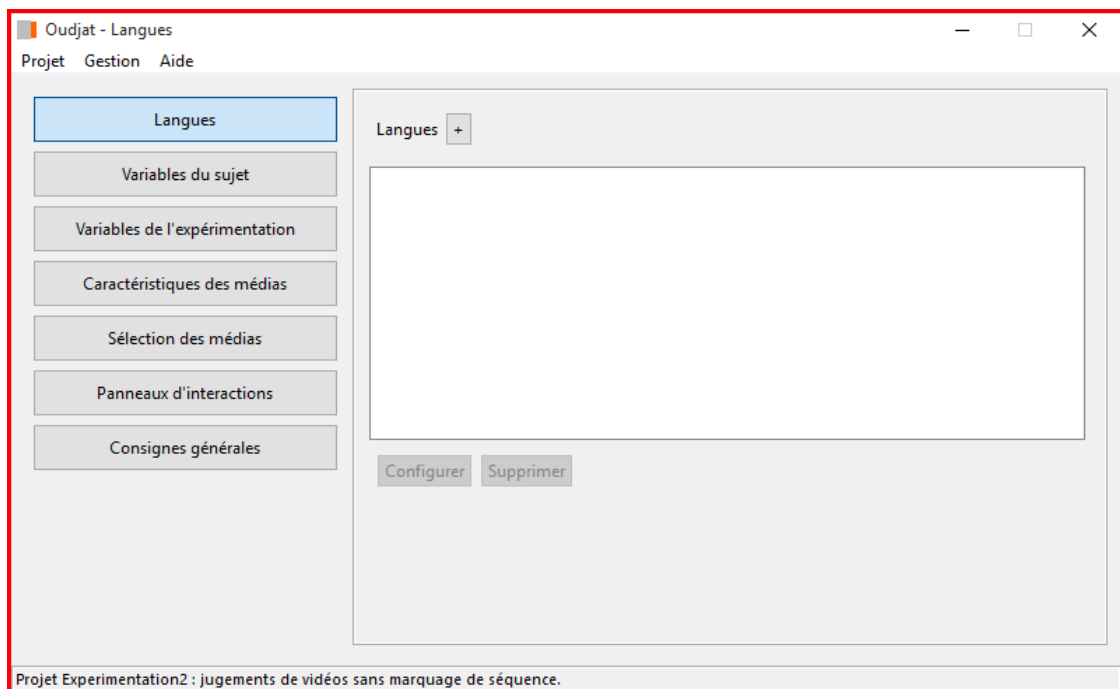 Oudjat - Langues
Projet Gestion Aide
Langues
Variables du sujet
Variables de l'expérimentation
Caractéristiques des médias
Sélection des médias
Panneaux d'interactions
Consignes générales
Langues +
Configurer Supprimer
Projet Experimentation2 : jugements de vidéos sans marquage de séquence.